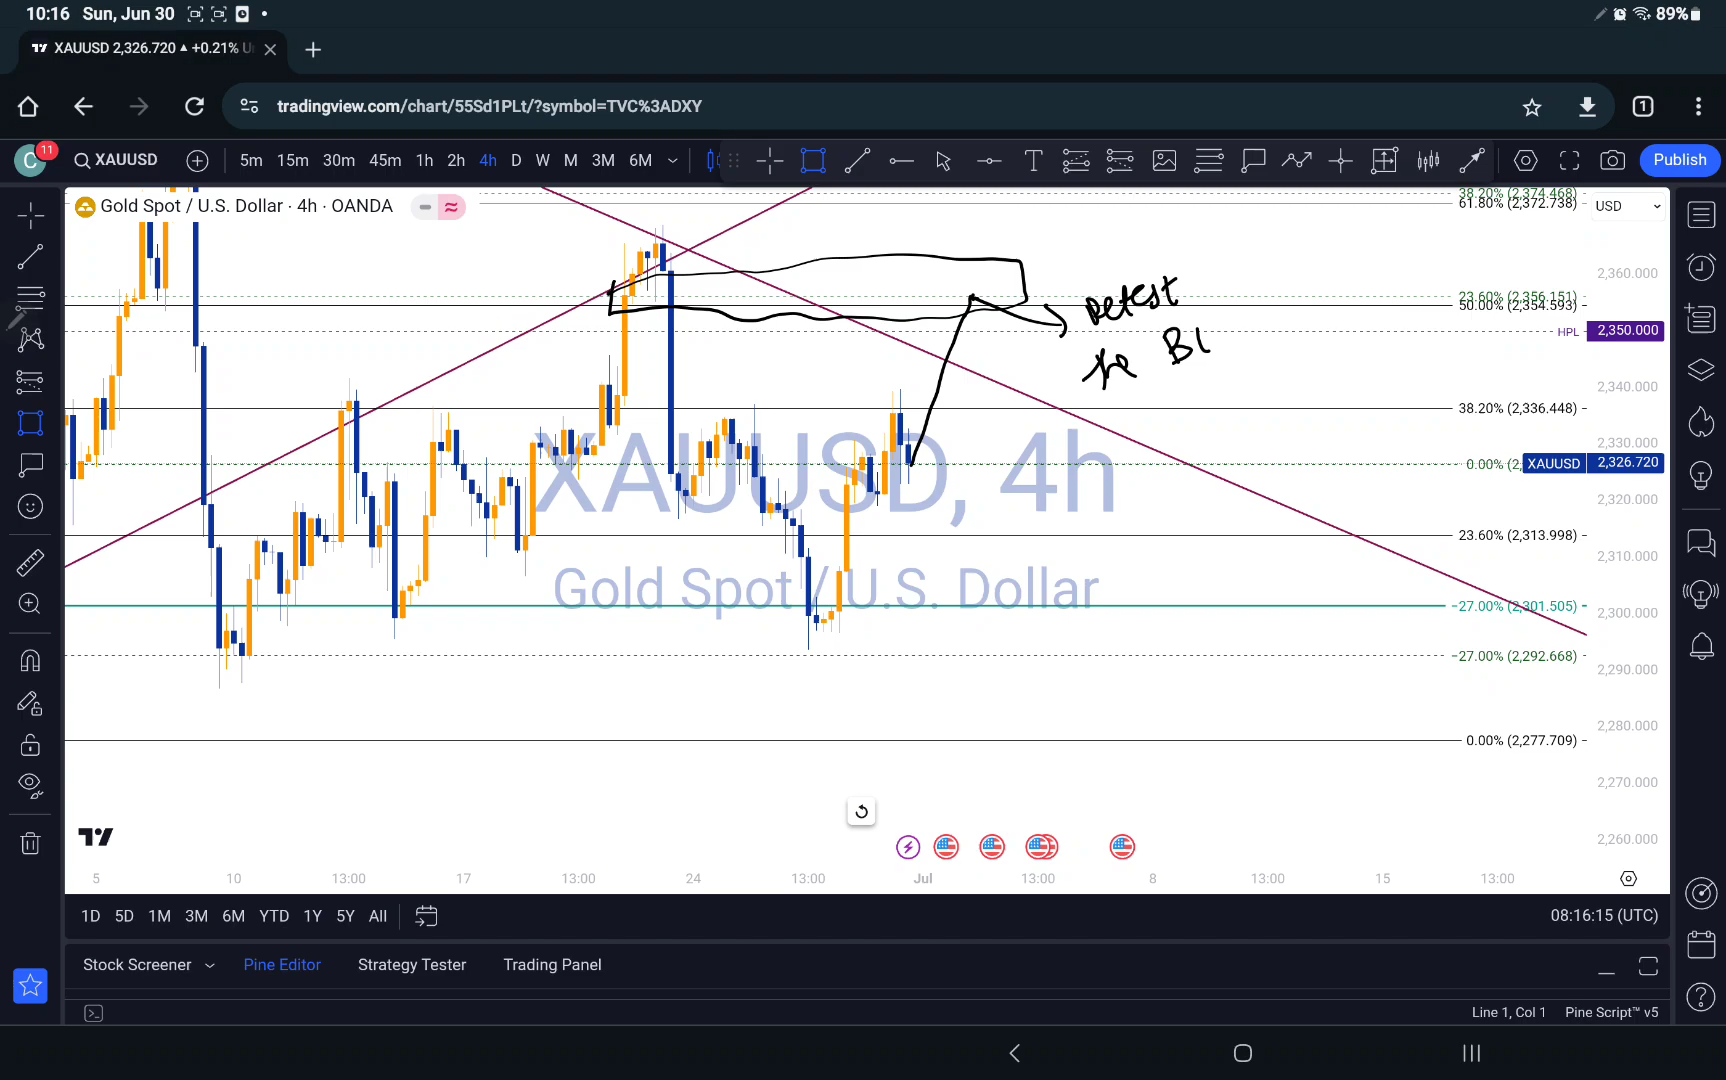 10:16 Sun, Jun 30
89%
XAUUSD 2,326.720 ▲ +0.21% U
tradingview.com/chart/55Sd1PLt/?symbol=TVC%3ADXY
1
C 11 XAUUSD 5m 15m 30m 45m 1h 2h 4h D W M 3M 6M T Publish
Gold Spot / U.S. Dollar · 4h · OANDA
USD
38.20% (2,374.468)
61.80% (2,372.738)
2,360.000
23.60% (2,356.151)
50.00% (2,354.593)
Retest
the BL
HPL 2,350.000
2,340.000
38.20% (2,336.448)
2,330.000
0.00% (2, XAUUSD 2,326.720
XAUUSD, 4h
2,320.000
23.60% (2,313.998)
2,310.000
Gold Spot / U.S. Dollar
-27.00% (2,301.505)
2,300.000
-27.00% (2,292.668)
2,290.000
2,280.000
0.00% (2,277.709)
2,270.000
2,260.000
5 10 13:00 17 13:00 24 13:00 Jul 13:00 8 13:00 15 13:00
1D 5D 1M 3M 6M YTD 1Y 5Y All
08:16:15 (UTC)
Stock Screener Pine Editor Strategy Tester Trading Panel
Line 1, Col 1 Pine Script™ v5